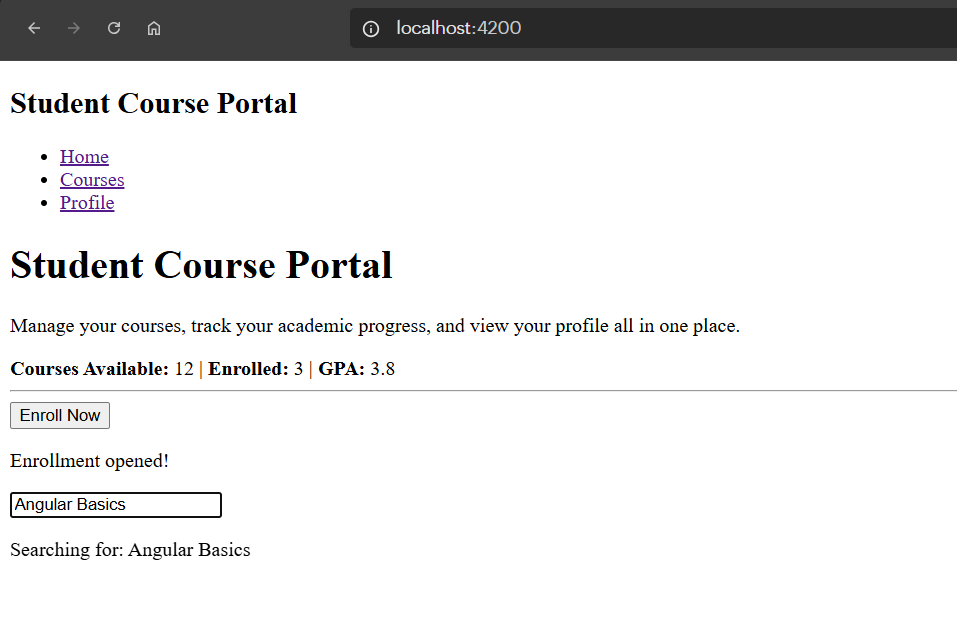 localhost:4200
Student Course Portal
Home
Courses
Profile
Student Course Portal
Manage your courses, track your academic progress, and view your profile all in one place.
Courses Available: 12 | Enrolled: 3 | GPA: 3.8
Enroll Now
Enrollment opened!
Angular Basics
Searching for: Angular Basics